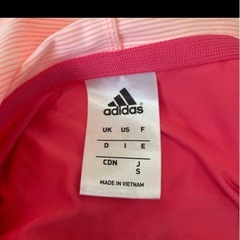 adidas
UK US F
D I E
CDN J
S
MADE IN VIETNAM